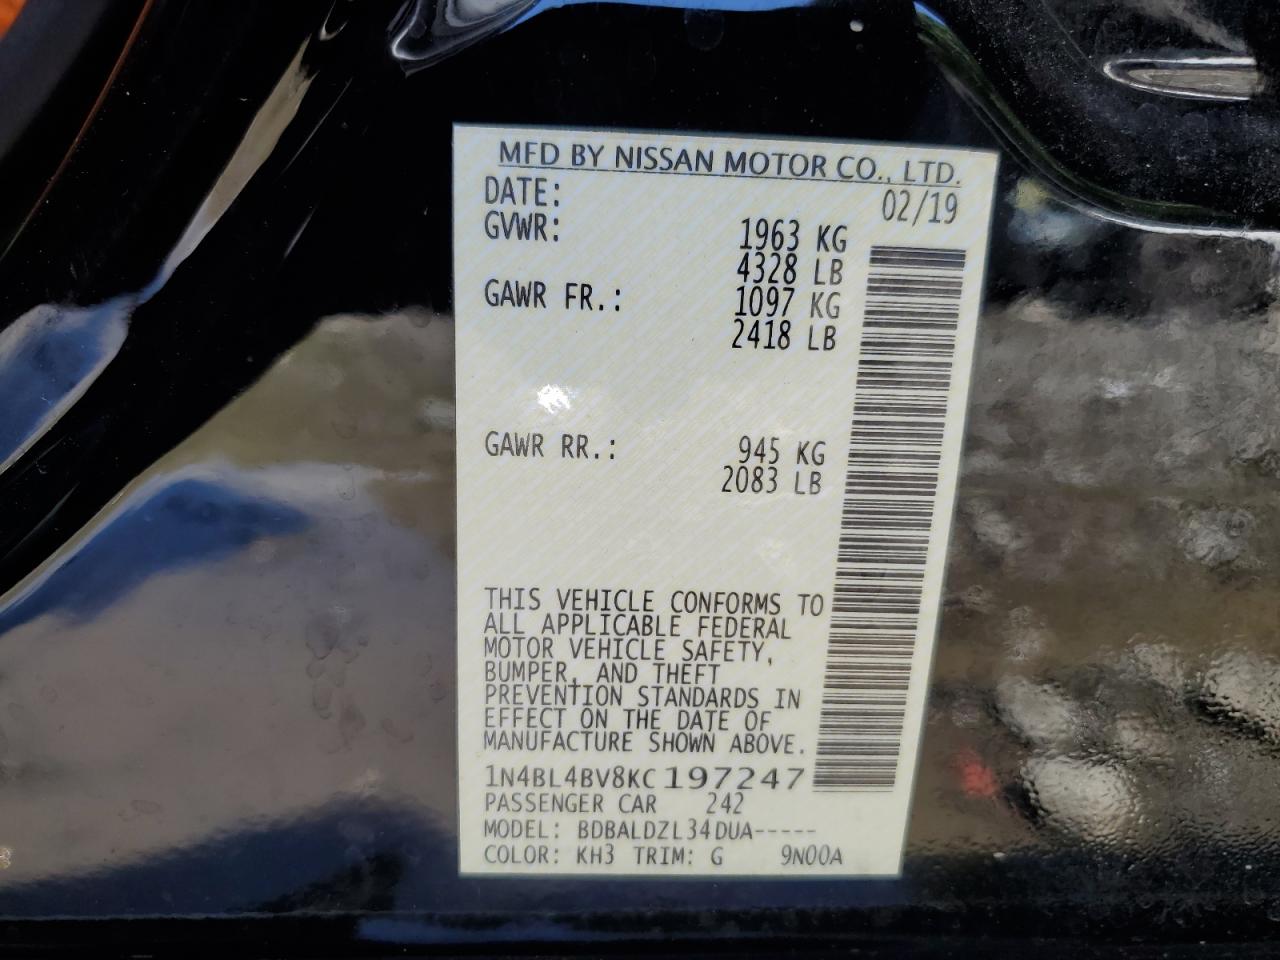 MFD BY NISSAN MOTOR CO., LTD.
DATE: 02/19
GVWR: 1963 KG
4328 LB
GAWR FR.: 1097 KG
2418 LB
GAWR RR.: 945 KG
2083 LB
THIS VEHICLE CONFORMS TO
ALL APPLICABLE FEDERAL
MOTOR VEHICLE SAFETY,
BUMPER, AND THEFT
PREVENTION STANDARDS IN
EFFECT ON THE DATE OF
MANUFACTURE SHOWN ABOVE.
1N4BL4BV8KC197247
PASSENGER CAR 242
MODEL: BDBALDZL34DUA-----
COLOR: KH3 TRIM: G 9N00A